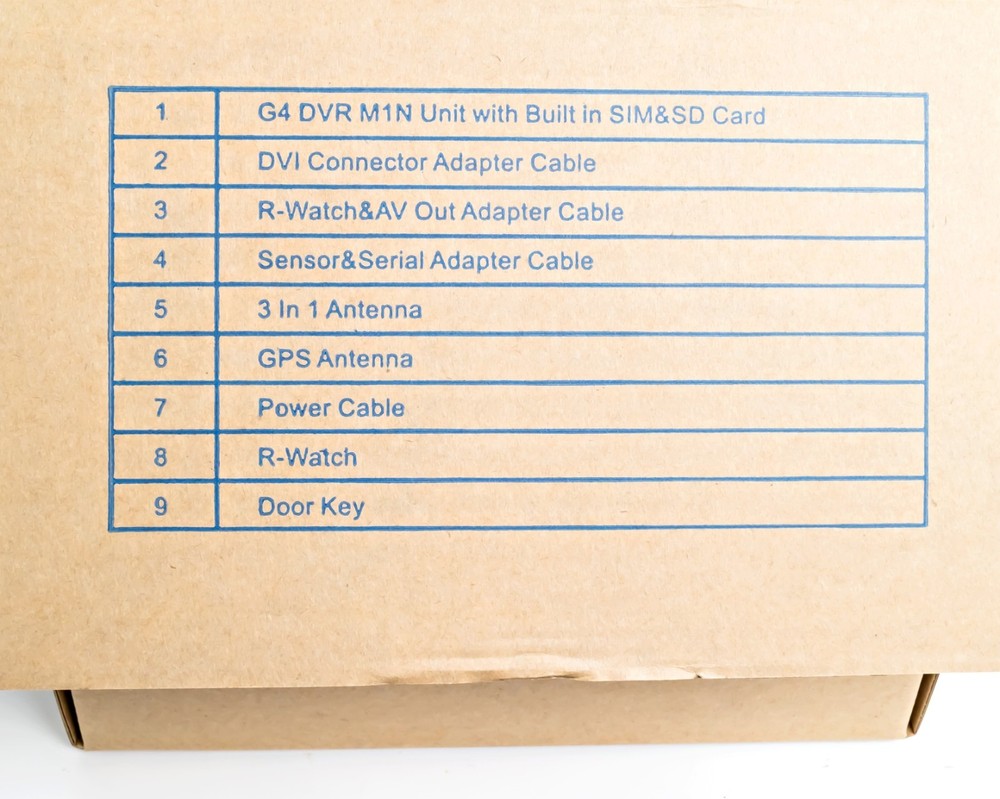 1 G4 DVR M1N Unit with Built in SIM&SD Card
2 DVI Connector Adapter Cable
3 R-Watch&AV Out Adapter Cable
4 Sensor&Serial Adapter Cable
5 3 In 1 Antenna
6 GPS Antenna
7 Power Cable
8 R-Watch
9 Door Key